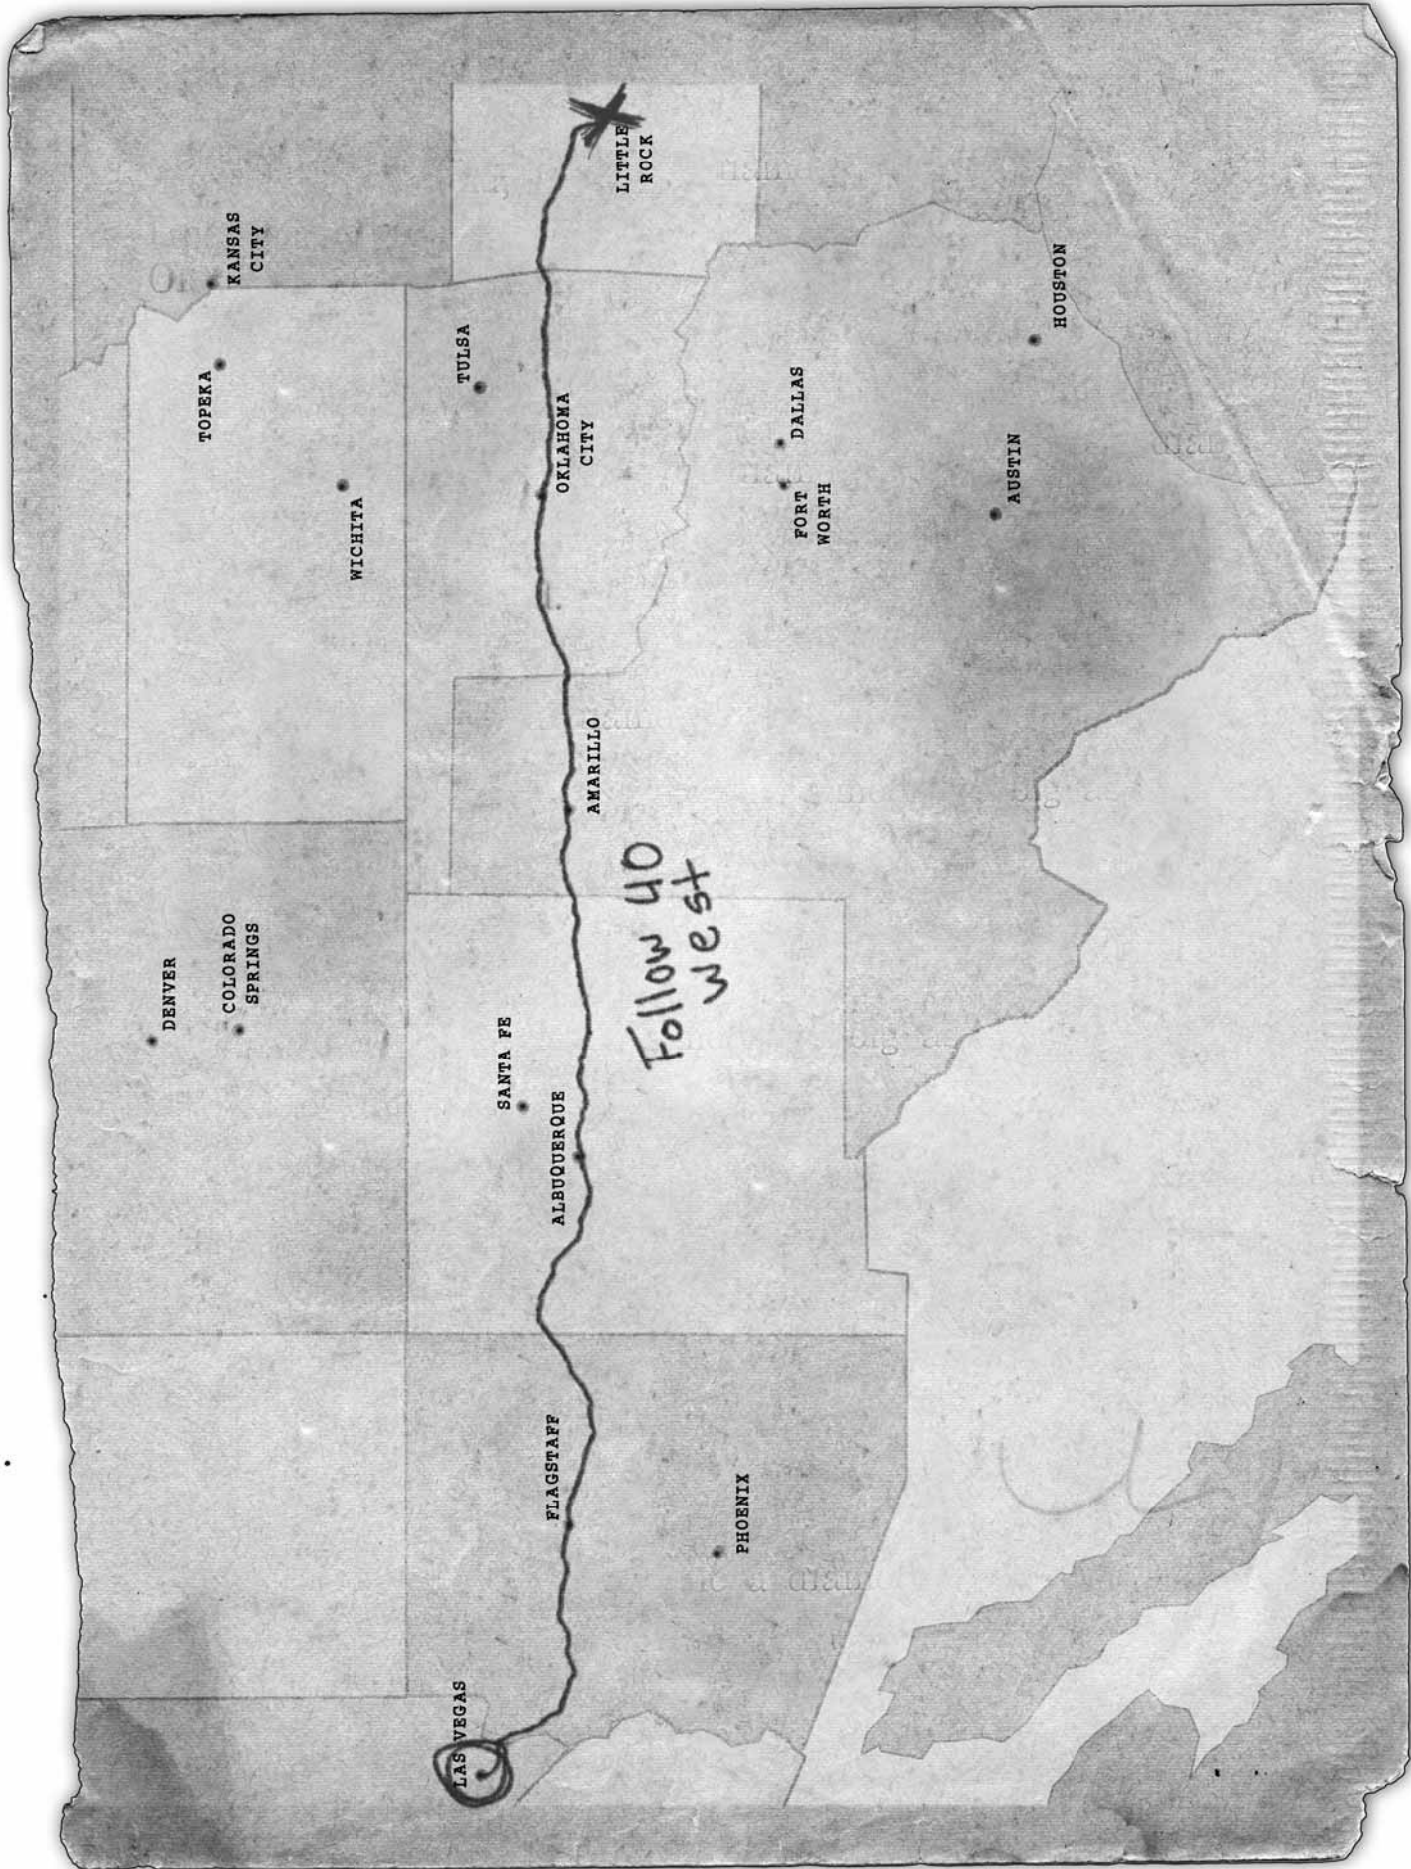 DENVER
COLORADO
SPRINGS
TOPEKA
KANSAS
CITY
WICHITA
LAS VEGAS
SANTA FE
TULSA
FLAGSTAFF
ALBUQUERQUE
AMARILLO
OKLAHOMA
CITY
LITTLE
ROCK
Follow 40
west
PHOENIX
FORT
WORTH
DALLAS
AUSTIN
HOUSTON